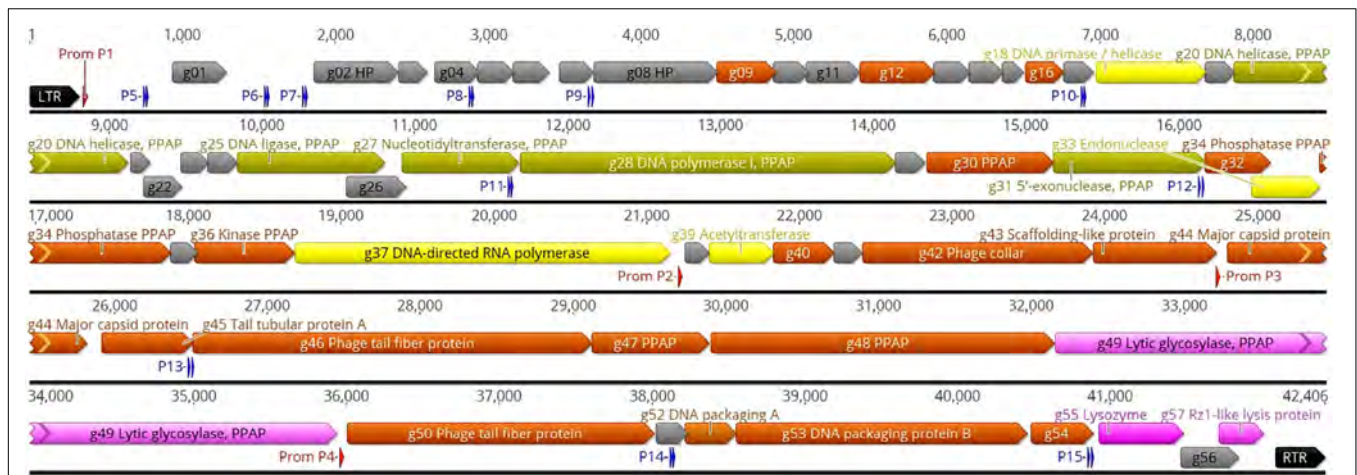 1 1,000 2,000 3,000 4,000 5,000 6,000 7,000 8,000
Prom P1 g18 DNA primase / helicase g20 DNA helicase, PPAP
g01 g02 HP g04 g08 HP g09 g11 g12 g16
LTR P5 P6 P7 P8 P9 P10
9,000 10,000 11,000 12,000 13,000 14,000 15,000 16,000
g20 DNA helicase, PPAP g25 DNA ligase, PPAP g27 Nucleotidyltransferase, PPAP g33 Endonuclease g34 Phosphatase PPAP
g28 DNA polymerase I, PPAP g30 PPAP g32
g22 g26 P11 g31 5'-exonuclease, PPAP P12
17,000 18,000 19,000 20,000 21,000 22,000 23,000 24,000 25,000
g34 Phosphatase PPAP g36 Kinase PPAP g39 Acetyltransferase g43 Scaffolding-like protein g44 Major capsid protein
g37 DNA-directed RNA polymerase g40 g42 Phage collar
Prom P2 Prom P3
26,000 27,000 28,000 29,000 30,000 31,000 32,000 33,000
g44 Major capsid protein g45 Tail tubular protein A
g46 Phage tail fiber protein g47 PPAP g48 PPAP g49 Lytic glycosylase, PPAP
P13
34,000 35,000 36,000 37,000 38,000 39,000 40,000 41,000 42,406
g52 DNA packaging A g55 Lysozyme g57 Rz1-like lysis protein
g49 Lytic glycosylase, PPAP g50 Phage tail fiber protein g53 DNA packaging protein B g54
Prom P4 P14 P15 g56 RTR